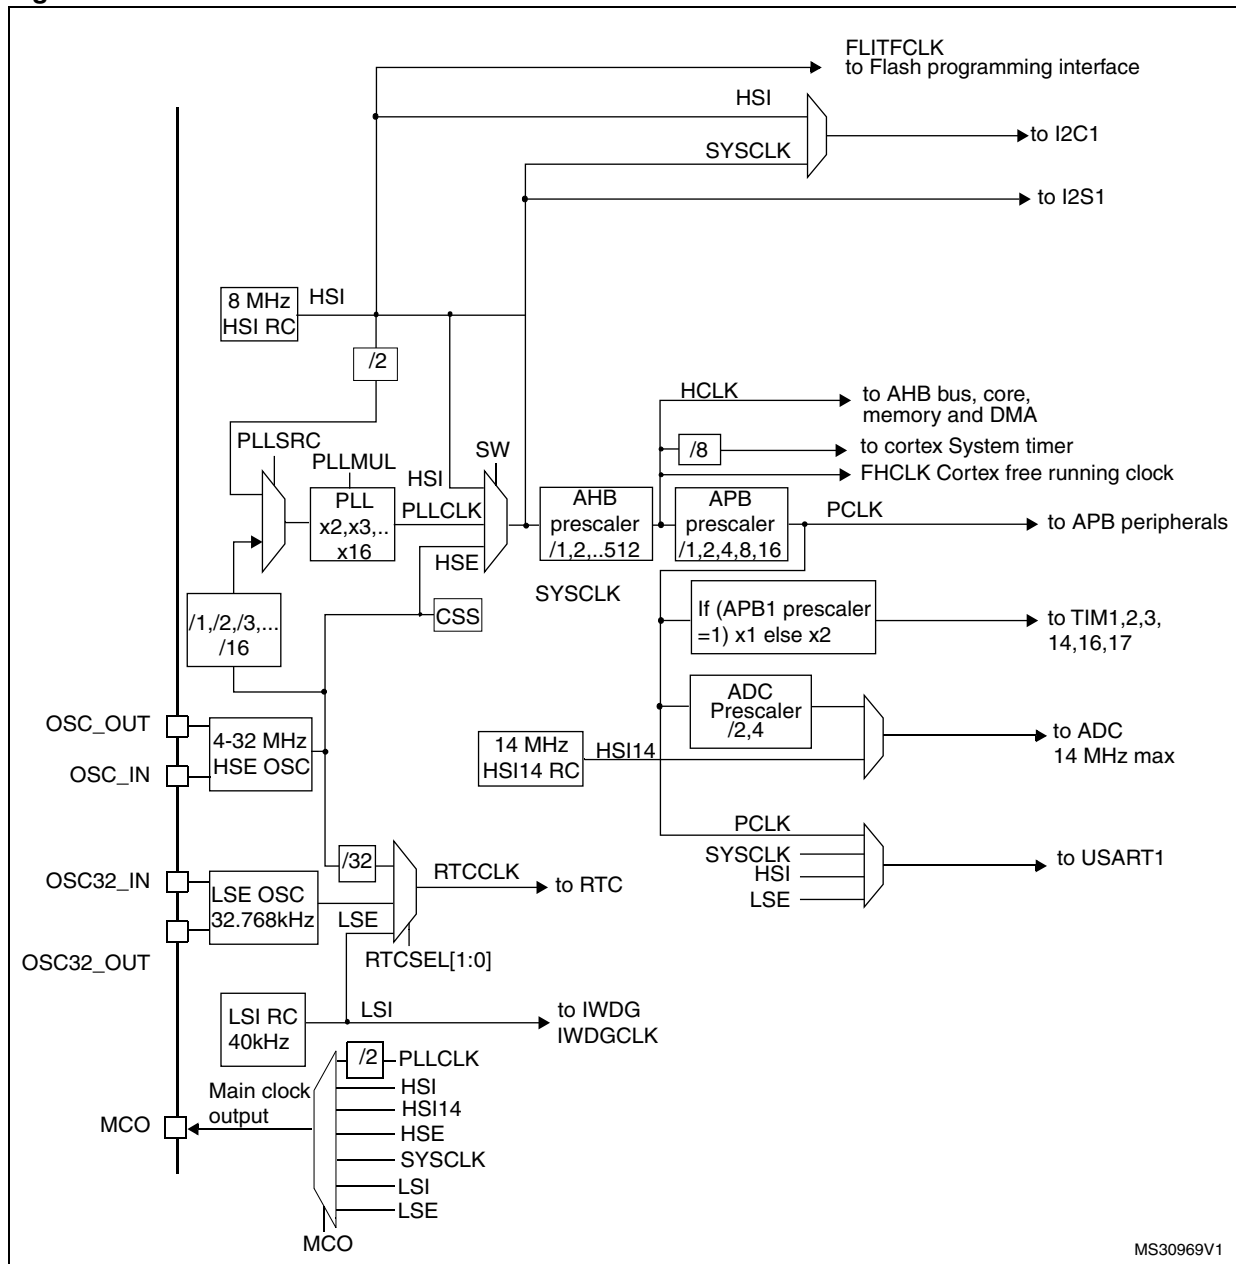 FLITFCLK
to Flash programming interface
HSI
to I2C1
SYSCLK
to I2S1
8 MHz
HSI RC
HSI
/2
HCLK
to AHB bus, core,
memory and DMA
PLLSRC
SW
/8
to cortex System timer
PLLMUL
HSI
FHCLK Cortex free running clock
PLL
x2,x3,..
x16
PLLCLK
HSE
AHB
prescaler
/1,2,..512
APB
prescaler
/1,2,4,8,16
PCLK
to APB peripherals
SYSCLK
CSS
/1,/2,/3,...
/16
If (APB1 prescaler
=1) x1 else x2
to TIM1,2,3,
14,16,17
OSC_OUT
OSC_IN
4-32 MHz
HSE OSC
14 MHz
HSI14 RC
HSI14
ADC
Prescaler
/2,4
to ADC
14 MHz max
PCLK
SYSCLK
HSI
LSE
to USART1
/32
OSC32_IN
LSE OSC
32.768kHz
LSE
RTCCLK
to RTC
OSC32_OUT
RTCSEL[1:0]
LSI RC
40kHz
LSI
to IWDG
IWDGCLK
/2
PLLCLK
Main clock
output
HSI
HSI14
MCO
HSE
SYSCLK
LSI
LSE
MCO
MS30969V1